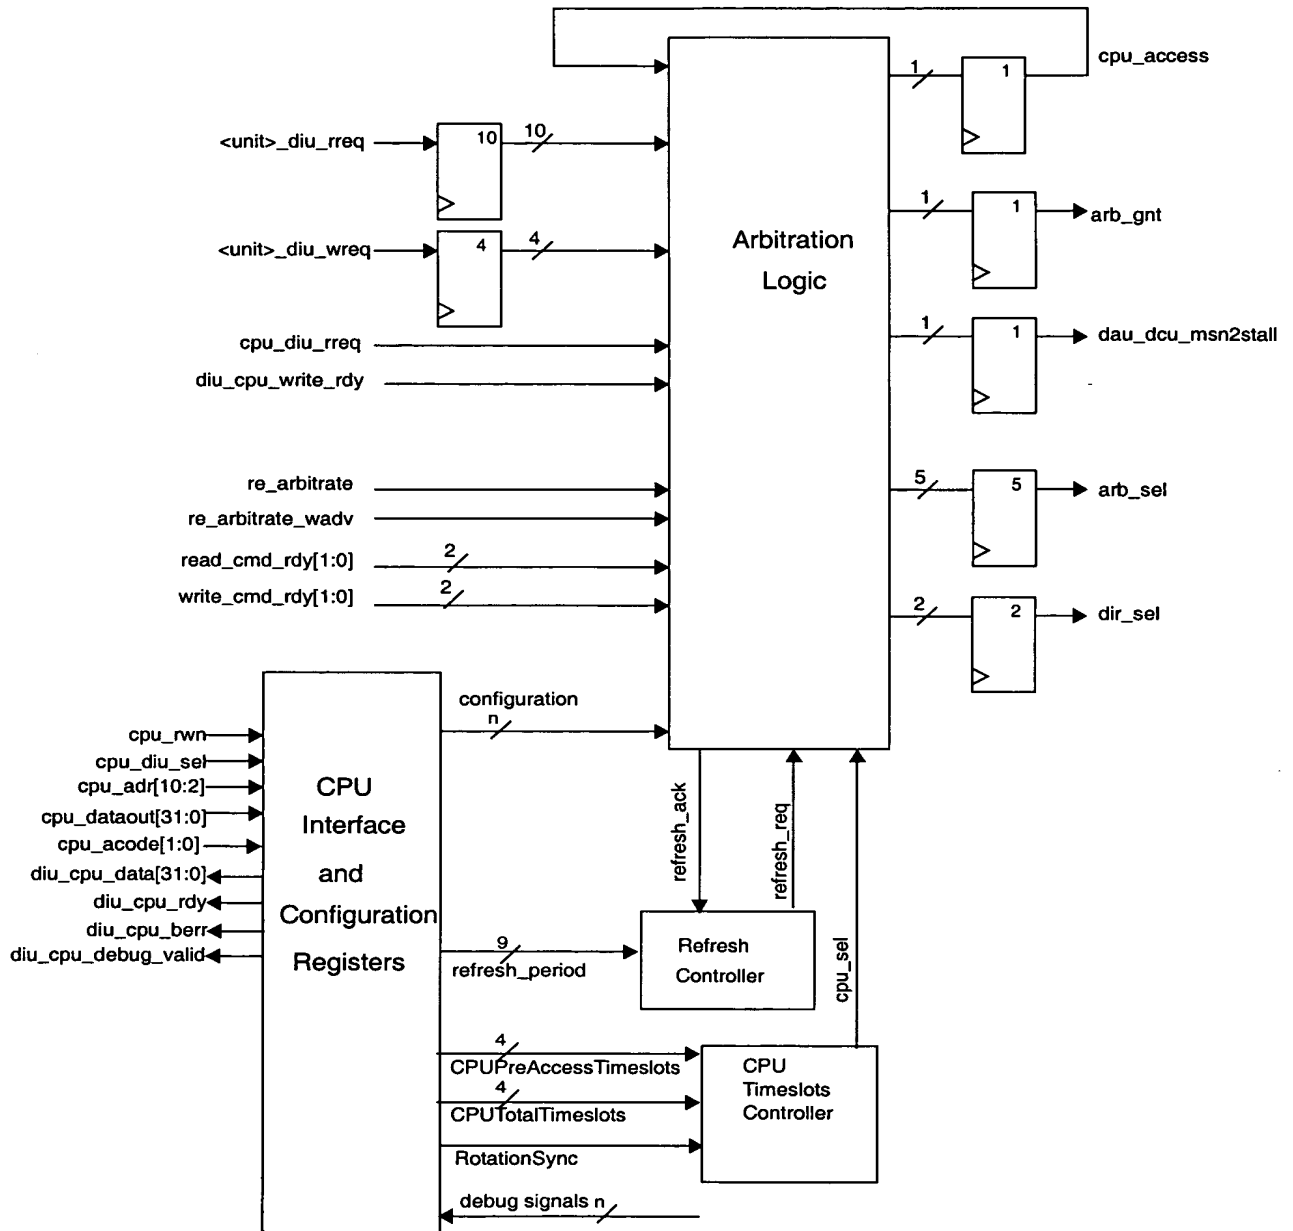 cpu_access
1
1
<unit>_diu_rreq
10
10
1
1
arb_gnt
<unit>_diu_wreq
4
4
Arbitration
Logic
cpu_diu_rreq
1
1
dau_dcu_msn2stall
diu_cpu_write_rdy
re_arbitrate
5
5
arb_sel
re_arbitrate_wadv
read_cmd_rdy[1:0]
2
write_cmd_rdy[1:0]
2
2
2
dir_sel
configuration
n
cpu_rwn
cpu_diu_sel
cpu_adr[10:2]
cpu_dataout[31:0]
cpu_acode[1:0]
diu_cpu_data[31:0]
diu_cpu_rdy
diu_cpu_berr
diu_cpu_debug_valid
CPU
Interface
and
Configuration
Registers
refresh_ack
refresh_req
cpu_sel
9
refresh_period
Refresh
Controller
4
CPUPreAccessTimeslots
4
CPUTotalTimeslots
RotationSync
CPU
Timeslots
Controller
debug signals n